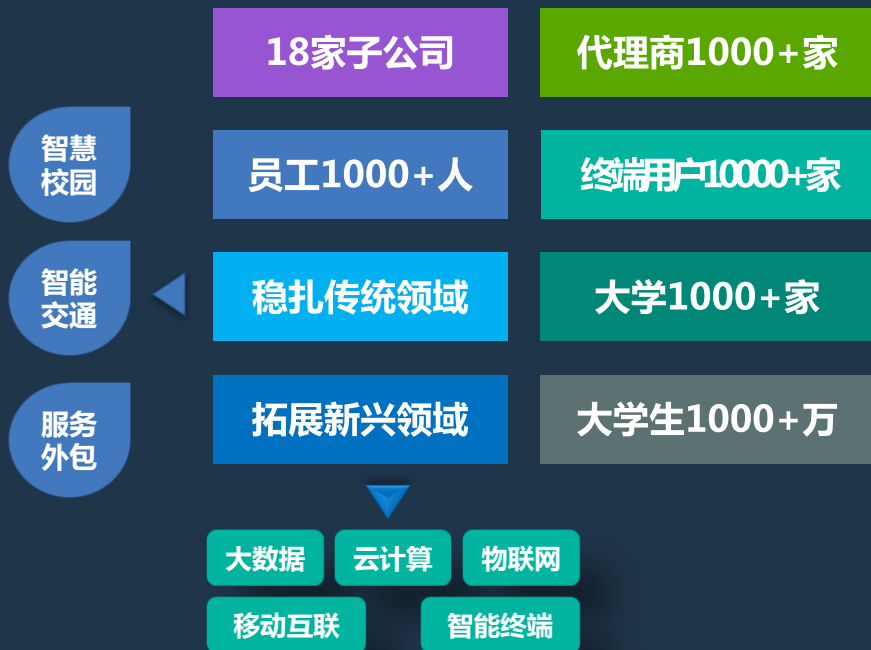 18家子公司
代理商1000+家
智慧
校园
员工1000+人
终端用户10000+家
智能
交通
稳扎传统领域
大学1000+家
服务
外包
拓展新兴领域
大学生1000+万
大数据
云计算
物联网
移动互联
智能终端